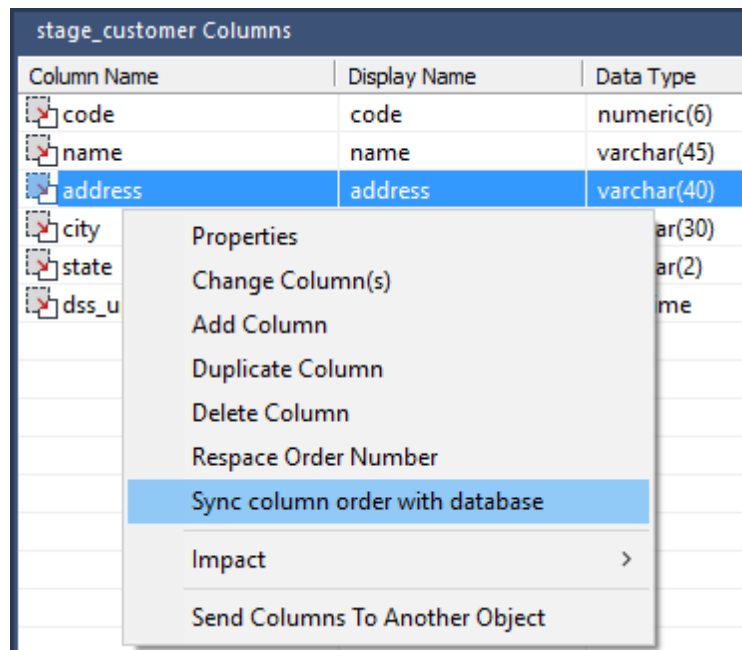 stage_customer Columns
Column Name Display Name Data Type
code code numeric(6)
name name varchar(45)
address address varchar(40)
city ar(30)
state ar(2)
dss_u me
Properties
Change Column(s)
Add Column
Duplicate Column
Delete Column
Respace Order Number
Sync column order with database
Impact
Send Columns To Another Object